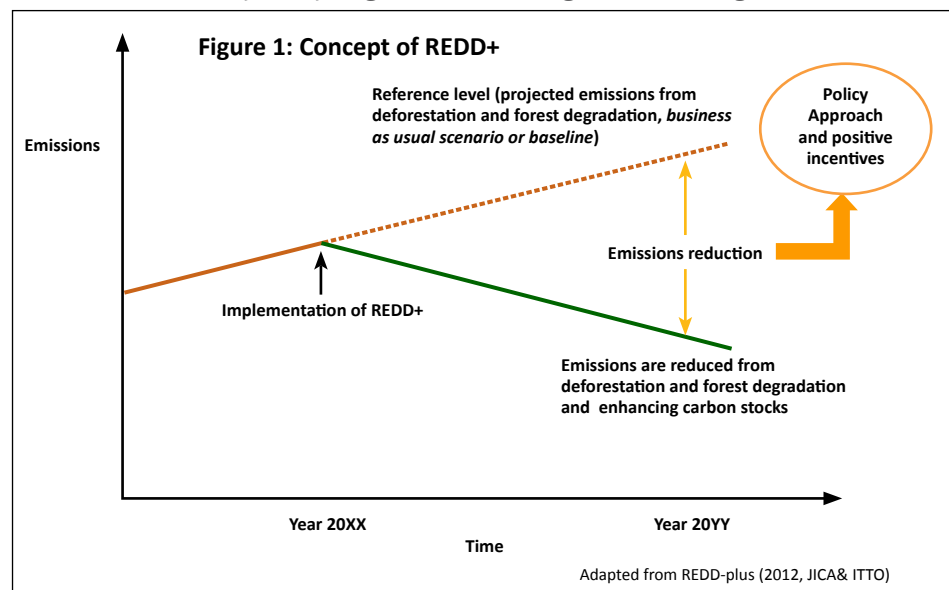 Figure 1: Concept of REDD+
Reference level (projected emissions from
deforestation and forest degradation, business
as usual scenario or baseline)
Policy
Approach
and positive
incentives
Emissions
Emissions reduction
Implementation of REDD+
Emissions are reduced from
deforestation and forest degradation
and enhancing carbon stocks
Year 20XX
Year 20YY
Time
Adapted from REDD-plus (2012, JICA& ITTO)